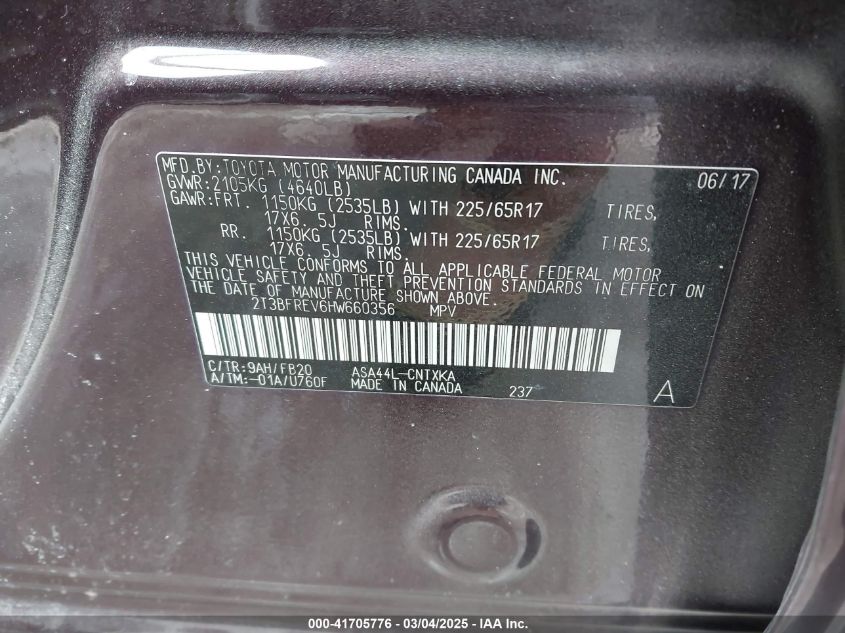 MFD.BY:TOYOTA MOTOR MANUFACTURING CANADA INC. 06/17
GVWR:2105KG (4640LB)
GAWR:FRT. 1150KG (2535LB) WITH 225/65R17 TIRES,
17X6.5J RIMS.
RR. 1150KG (2535LB) WITH 225/65R17 TIRES,
17X6.5J RIMS.
THIS VEHICLE CONFORMS TO ALL APPLICABLE FEDERAL MOTOR
VEHICLE SAFETY AND THEFT PREVENTION STANDARDS IN EFFECT ON
THE DATE OF MANUFACTURE SHOWN ABOVE.
2T3BFREV6HW660356 MPV
C/TR:9AH/FB20 ASA44L-CNTXKA
A/TM:-01A/U760F MADE IN CANADA 237 A
000-41705776 - 03/04/2025 - IAA Inc.